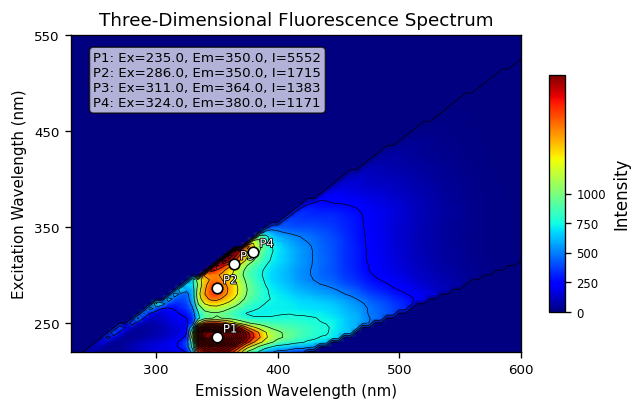 Three-Dimensional Fluorescence Spectrum
P1: Ex=235.0, Em=350.0, I=5552
P2: Ex=286.0, Em=350.0, I=1715
P3: Ex=311.0, Em=364.0, I=1383
P4: Ex=324.0, Em=380.0, I=1171
550
450
350
250
Excitation Wavelength (nm)
P4
P2
P1
300
400
500
600
Emission Wavelength (nm)
1000
750
500
250
0
Intensity